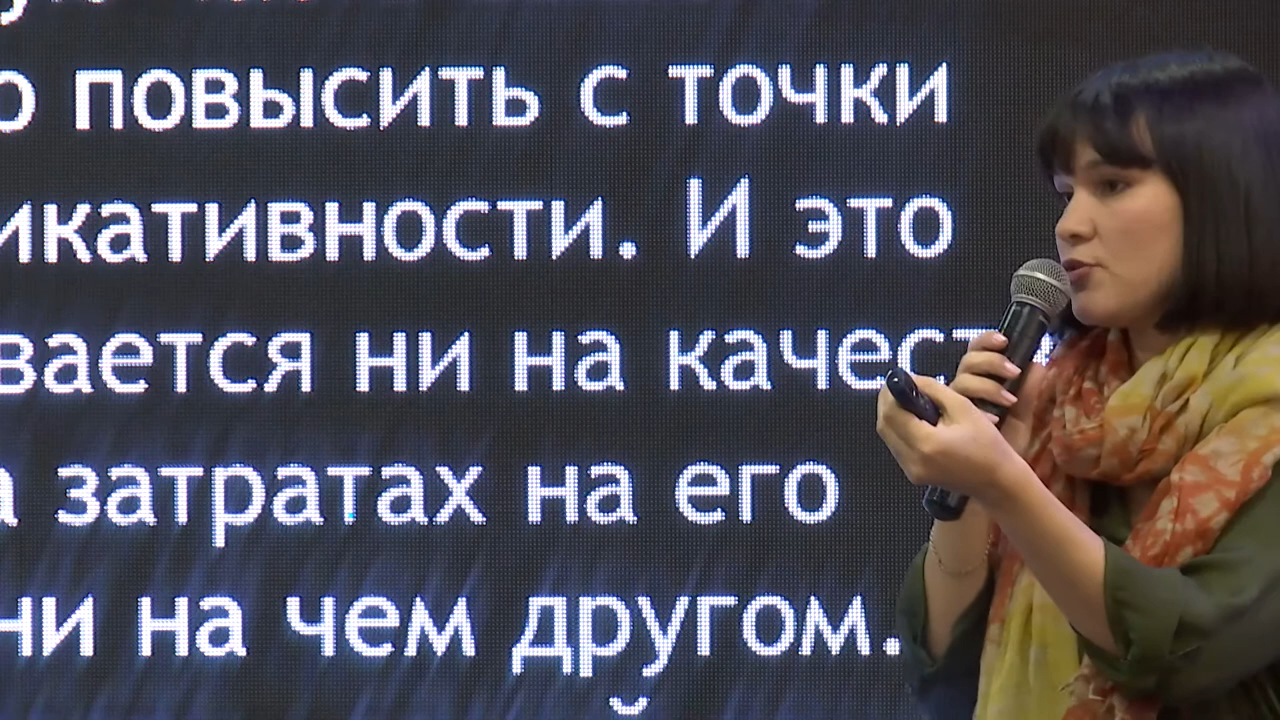 повысить с точки
икативности. И это
вается ни на качест
затратах на его
ни на чем другом.